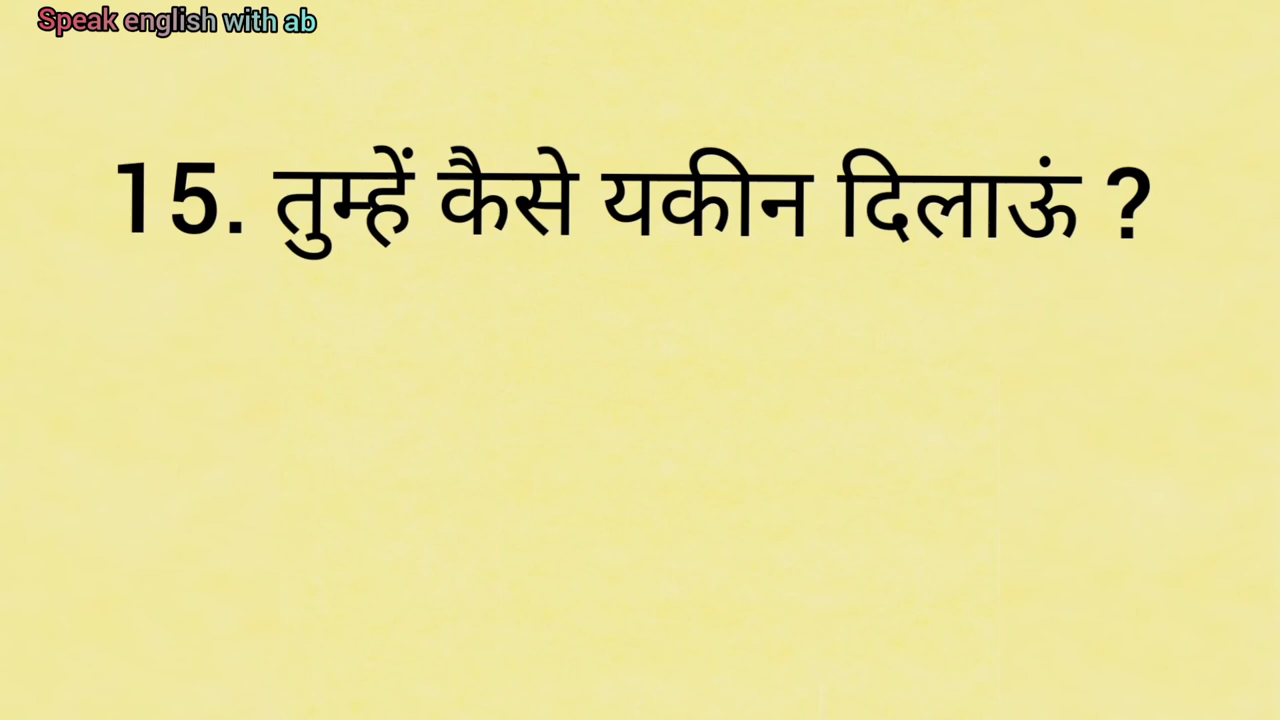 Speak english with ab
15. तुम्हें कैसे यकीन दिलाऊं ?